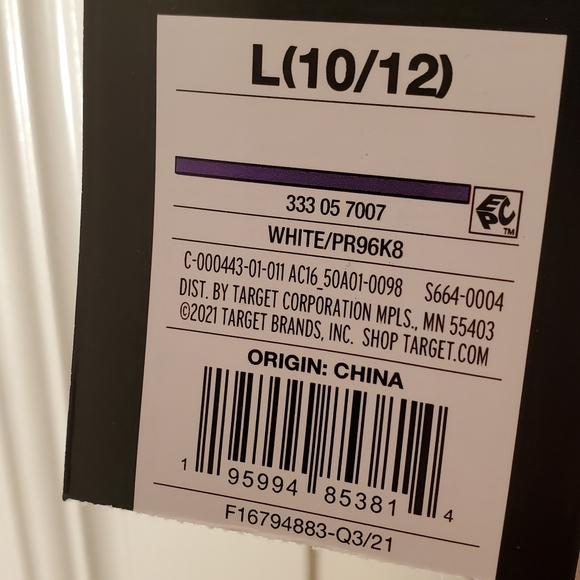 L(10/12)
333 05 7007
EPC™
WHITE/PR96K8
C-000443-01-011 AC16_50A01-0098 S664-0004
DIST. BY TARGET CORPORATION MPLS., MN 55403
©2021 TARGET BRANDS, INC. SHOP TARGET.COM
ORIGIN: CHINA
1 95994 85381 4
F16794883-Q3/21